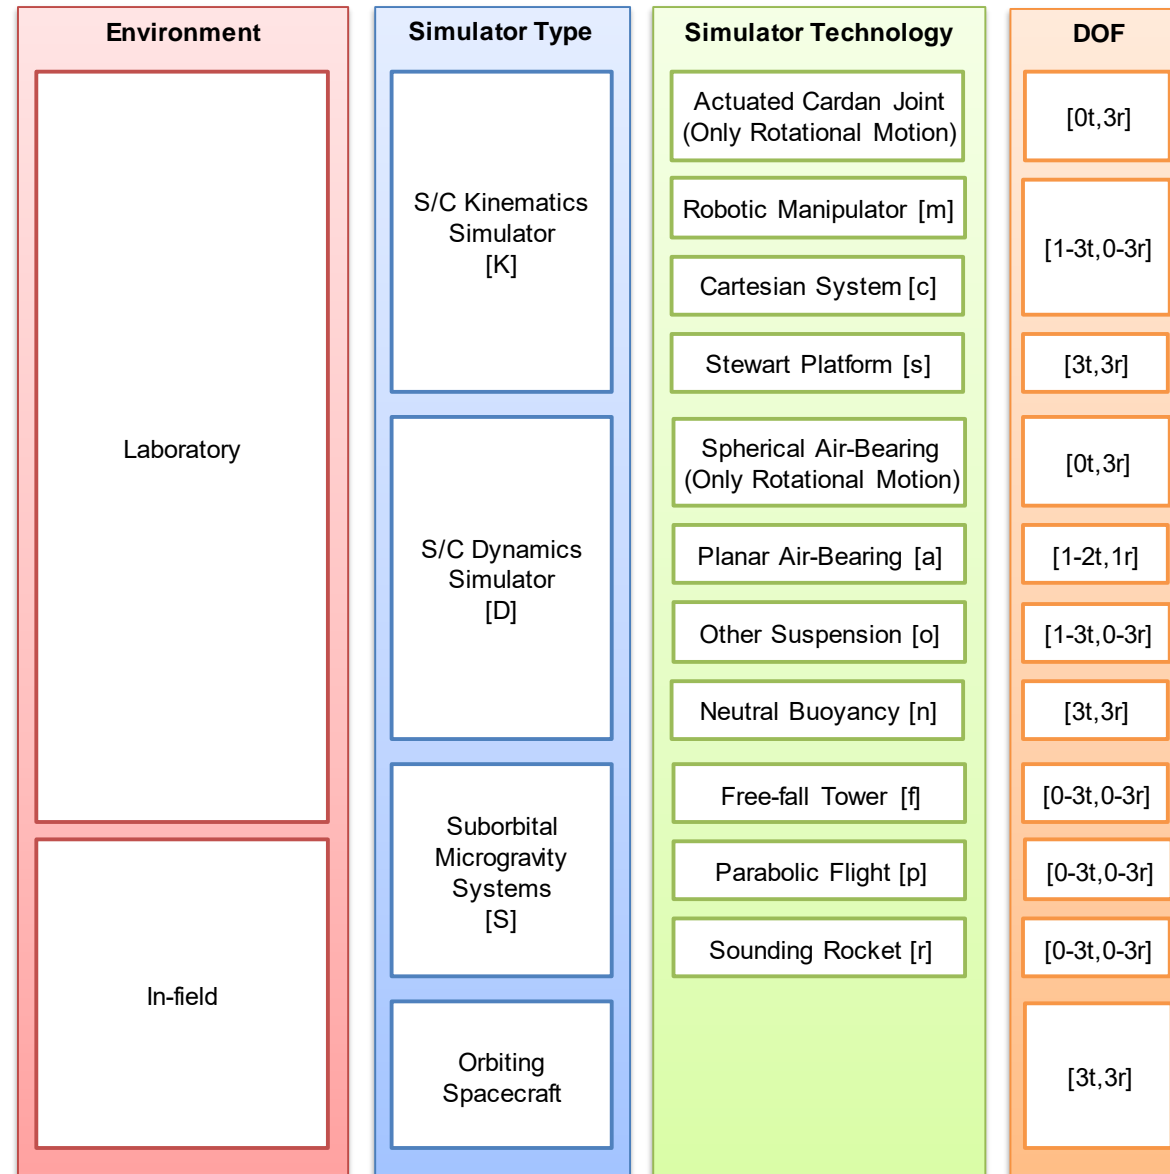 Environment
Laboratory
In-field
Simulator Type
S/C Kinematics
Simulator
[K]
S/C Dynamics
Simulator
[D]
Suborbital
Microgravity
Systems
[S]
Orbiting
Spacecraft
Simulator Technology
Actuated Cardan Joint
(Only Rotational Motion)
Robotic Manipulator [m]
Cartesian System [c]
Stewart Platform [s]
Spherical Air-Bearing
(Only Rotational Motion)
Planar Air-Bearing [a]
Other Suspension [o]
Neutral Buoyancy [n]
Free-fall Tower [f]
Parabolic Flight [p]
Sounding Rocket [r]
DOF
[0t,3r]
[1-3t,0-3r]
[3t,3r]
[0t,3r]
[1-2t,1r]
[1-3t,0-3r]
[3t,3r]
[0-3t,0-3r]
[0-3t,0-3r]
[0-3t,0-3r]
[3t,3r]